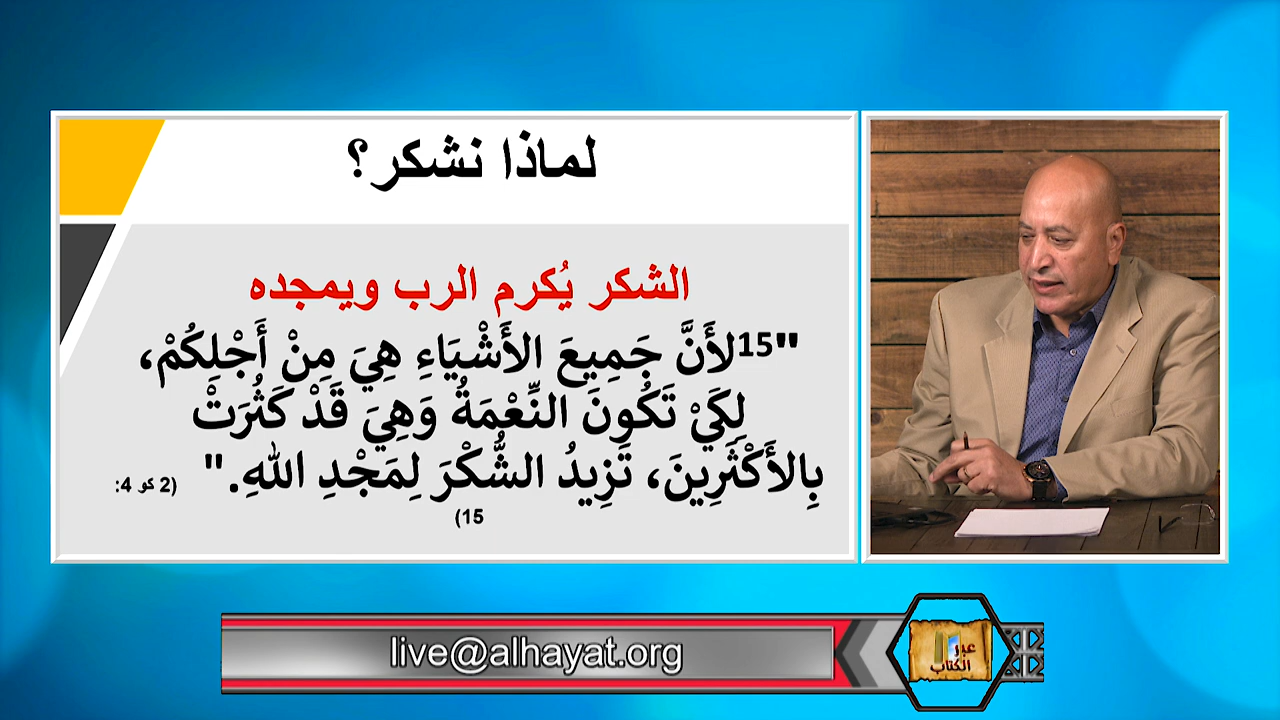 لماذا نشكر؟
الشكر يُكرم الرب ويمجده
"15لأَنَّ جَمِيعَ الأَشْيَاءِ هِيَ مِنْ أَجْلِكُمْ،
لِكَيْ تَكُونَ النِّعْمَةُ وَهِيَ قَدْ كَثُرَتْ
بِالأَكْثَرِينَ، تَزِيدُ الشُّكْرَ لِمَجْدِ اللهِ." (2 كو 4:
15)
live@alhayat.org
عبر
الكتاب